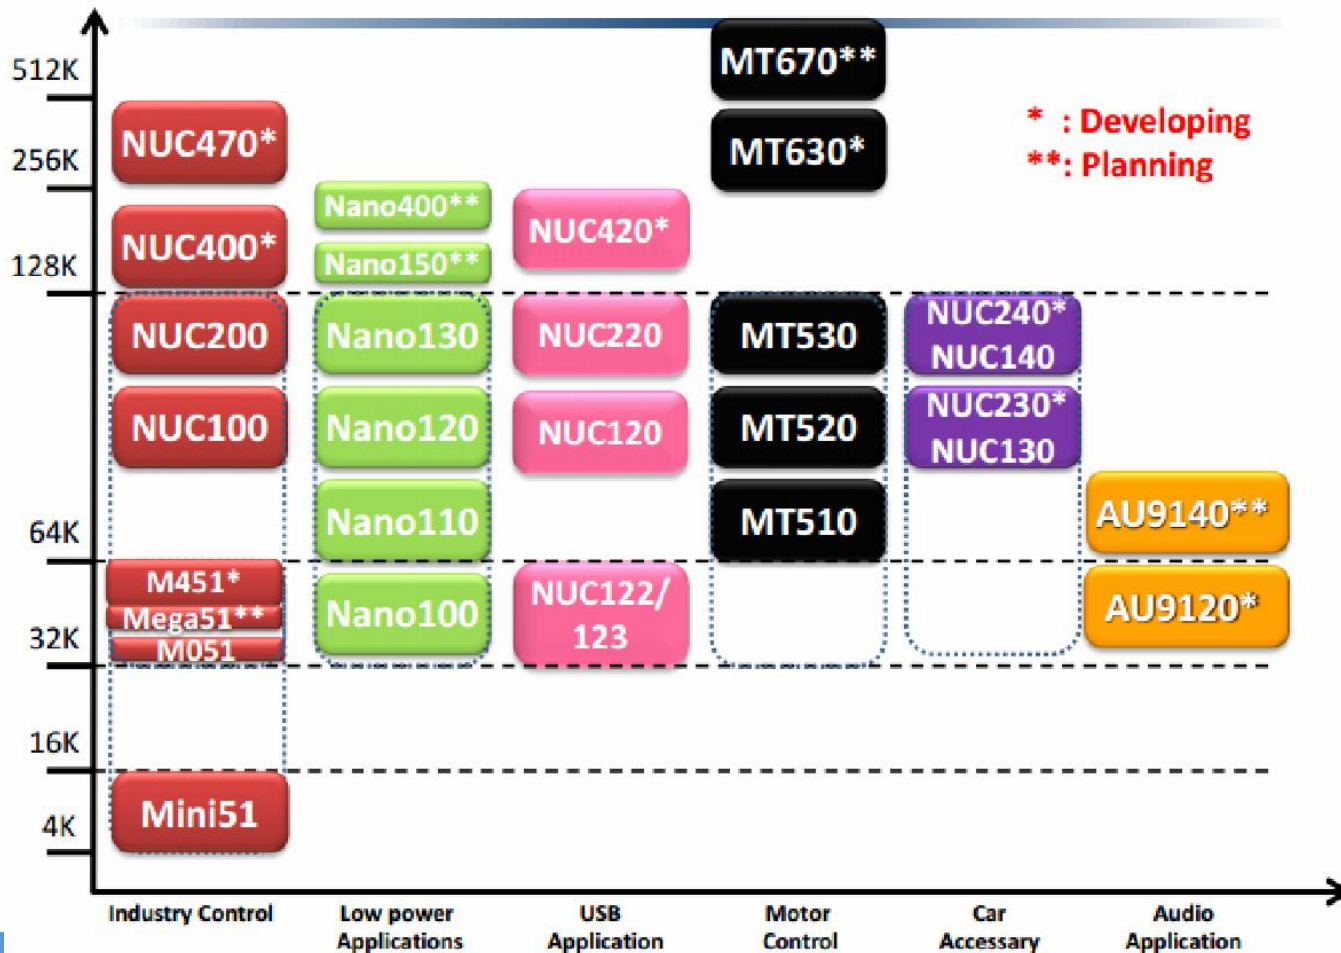 512K
256K
128K
64K
32K
16K
4K
NUC470*
NUC400*
NUC200
NUC100
M451*
Mega51**
M051
Mini51
Nano400**
Nano150**
Nano130
Nano120
Nano110
Nano100
NUC420*
NUC220
NUC120
NUC122/
123
MT670**
MT630*
MT530
MT520
MT510
NUC240*
NUC140
NUC230*
NUC130
AU9140**
AU9120*
* : Developing
**: Planning
Industry Control
Low power
Applications
USB
Application
Motor
Control
Car
Accessary
Audio
Application